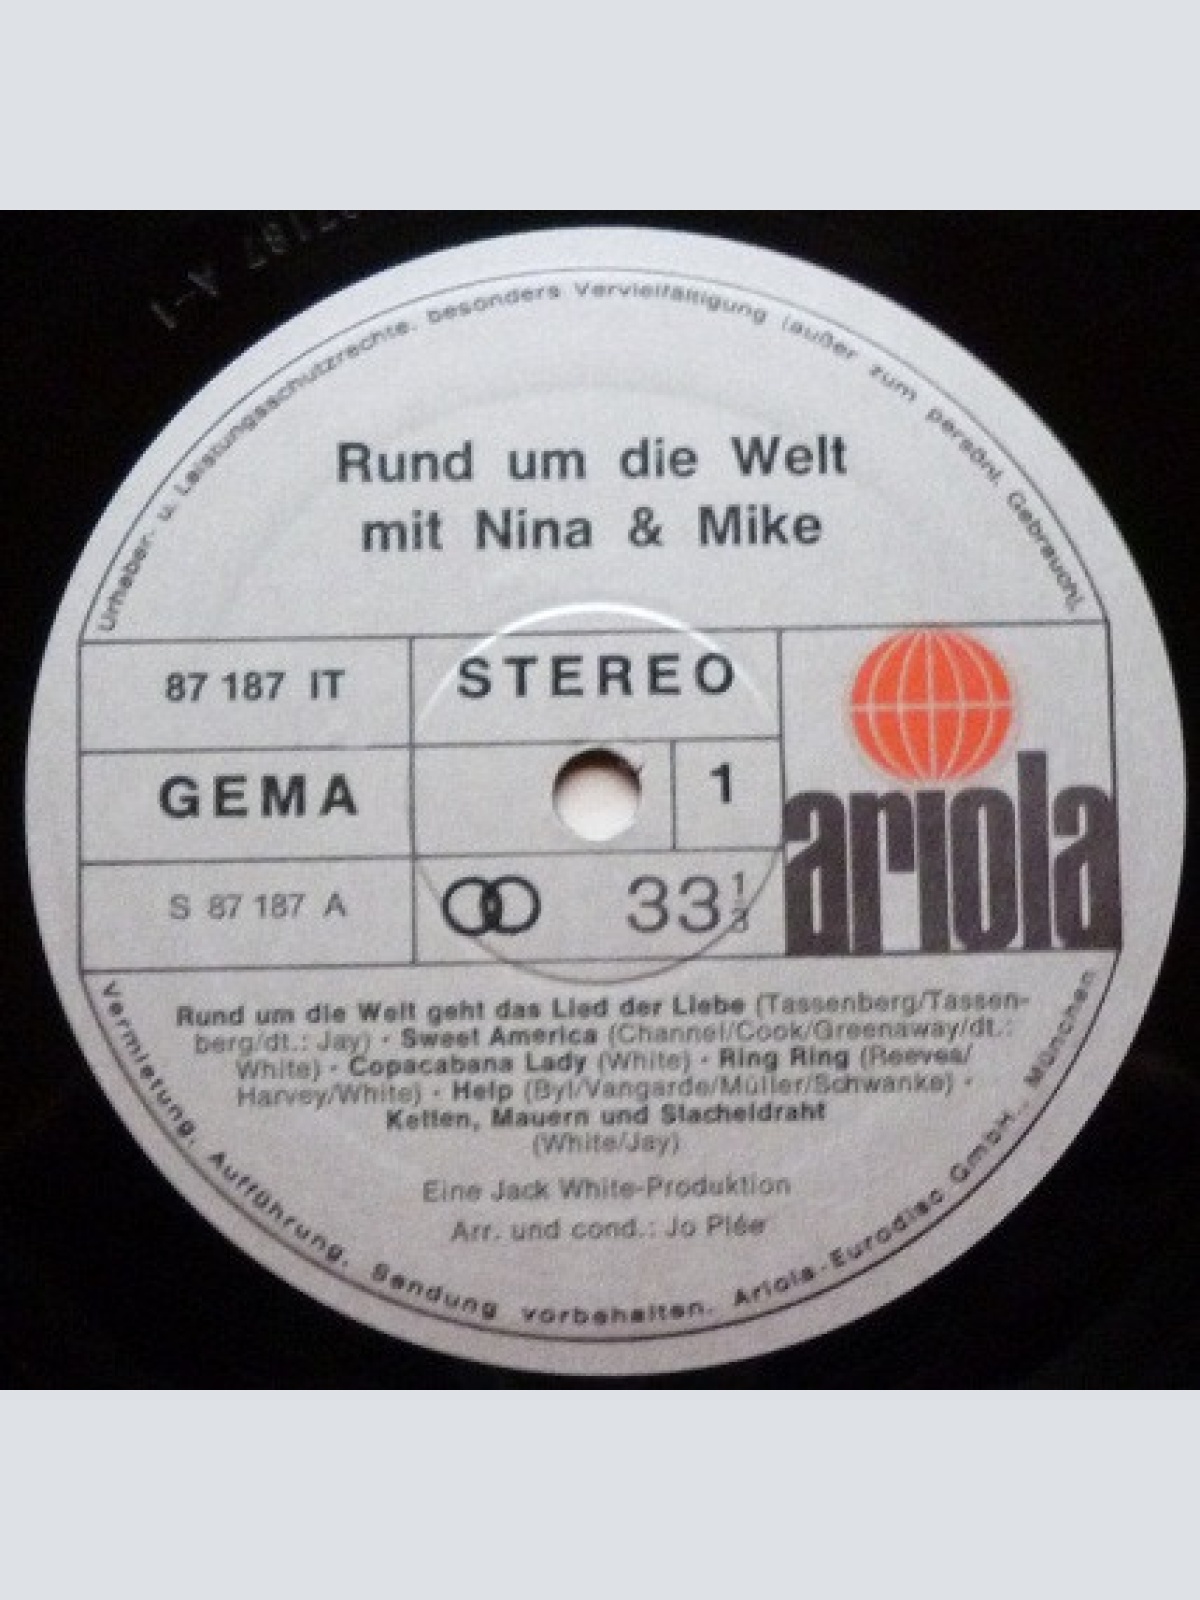 87187 A-1
Urheber- u. Leistungsschutzrechte, besonders Vervielfältigung (außer zum persönl. Gebrauch),
Rund um die Welt
mit Nina & Mike
87 187 IT
STEREO
GEMA
1
S 87 187 A
33 1/3
ariola
Rund um die Welt geht das Lied der Liebe (Tassenberg/Tassen-
berg/dt.: Jay) · Sweet America (Channel/Cook/Greenaway/dt.:
White) · Copacabana Lady (White) · Ring Ring (Reeves/
Harvey/White) · Help (Byl/Vangarde/Müller/Schwanke) ·
Ketten, Mauern und Stacheldraht
(White/Jay)
Eine Jack White-Produktion
Arr. und cond.: Jo Plée
Vermietung, Aufführung, Sendung vorbehalten. Ariola-Eurodisc GmbH., München